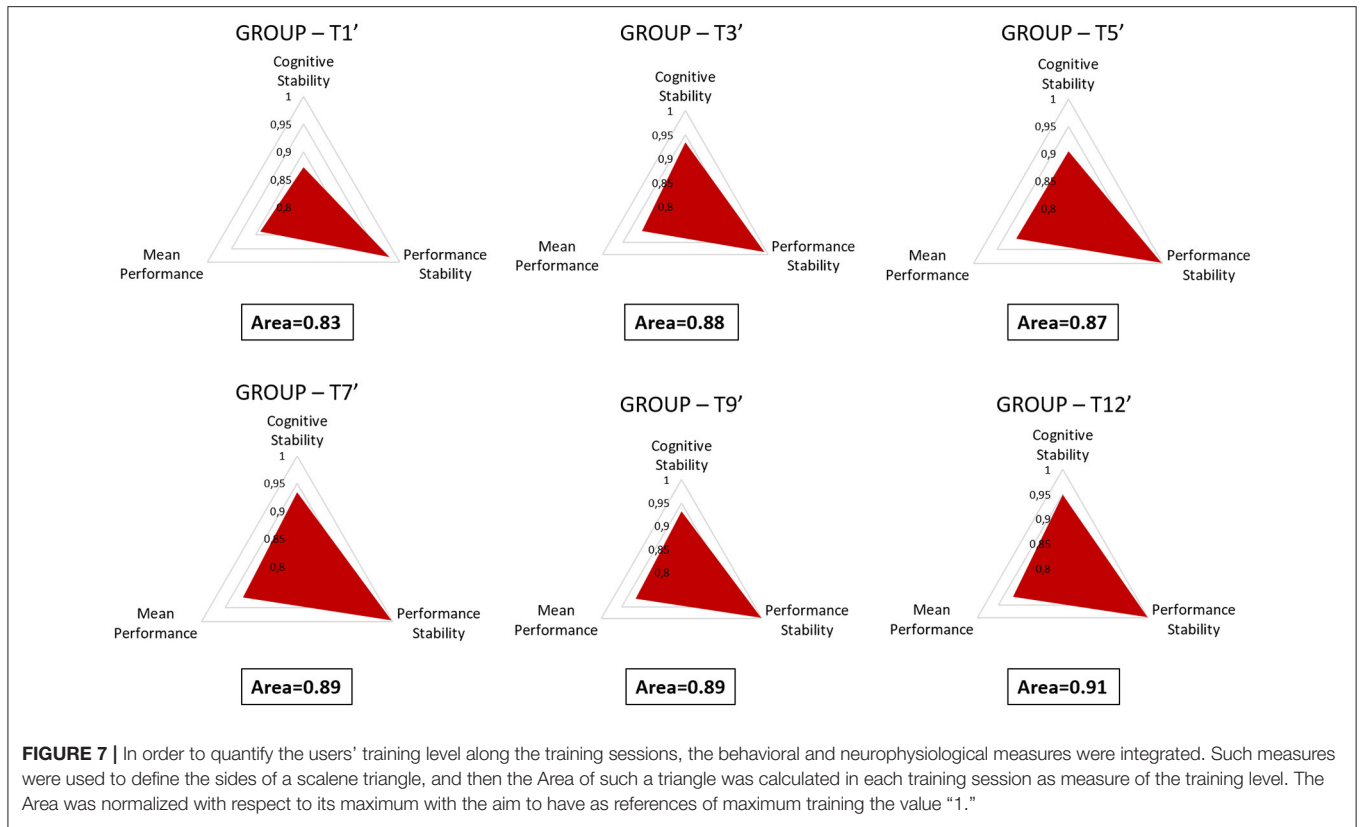 GROUP – T1'
Cognitive
Stability
1
0,95
0,9
0,85
0,8
Mean
Performance
Performance
Stability
Area=0.83
GROUP – T3'
Cognitive
Stability
1
0,95
0,9
0,85
0,8
Mean
Performance
Performance
Stability
Area=0.88
GROUP – T5'
Cognitive
Stability
1
0,95
0,9
0,85
0,8
Mean
Performance
Performance
Stability
Area=0.87
GROUP – T7'
Cognitive
Stability
1
0,95
0,9
0,85
0,8
Mean
Performance
Performance
Stability
Area=0.89
GROUP – T9'
Cognitive
Stability
1
0,95
0,9
0,85
0,8
Mean
Performance
Performance
Stability
Area=0.89
GROUP – T12'
Cognitive
Stability
1
0,95
0,9
0,85
0,8
Mean
Performance
Performance
Stability
Area=0.91
FIGURE 7 | In order to quantify the users' training level along the training sessions, the behavioral and neurophysiological measures were integrated. Such measures
were used to define the sides of a scalene triangle, and then the Area of such a triangle was calculated in each training session as measure of the training level. The
Area was normalized with respect to its maximum with the aim to have as references of maximum training the value "1."